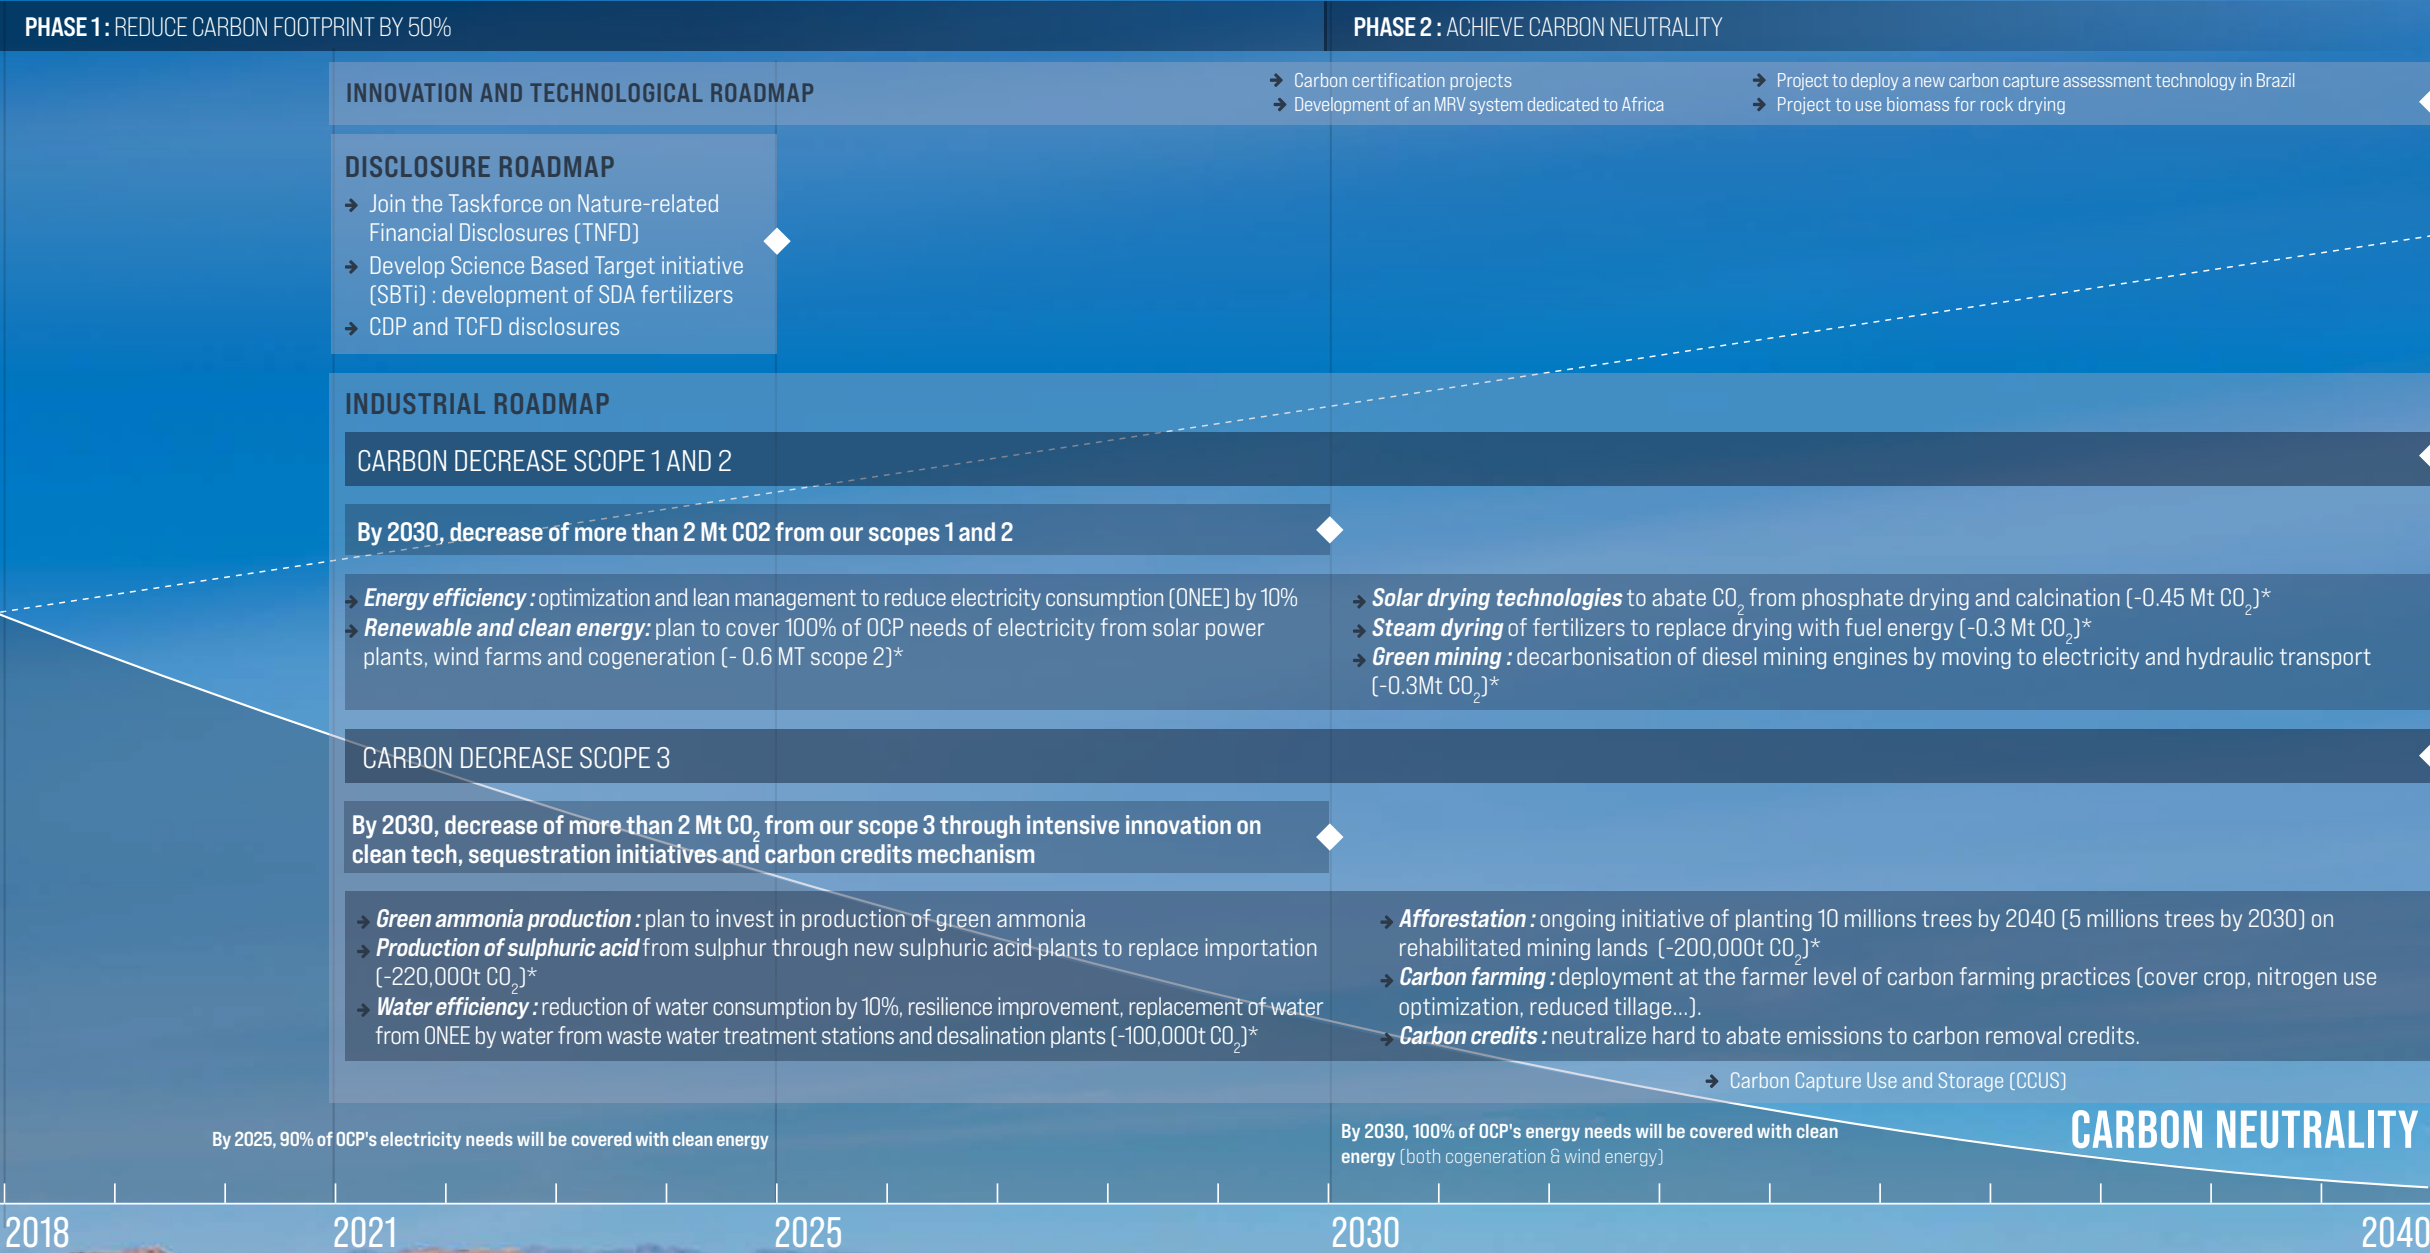 PHASE 1 : REDUCE CARBON FOOTPRINT BY 50%
PHASE 2 : ACHIEVE CARBON NEUTRALITY
INNOVATION AND TECHNOLOGICAL ROADMAP
→ Carbon certification projects
→ Development of an MRV system dedicated to Africa
→ Project to deploy a new carbon capture assessment technology in Brazil
→ Project to use biomass for rock drying
DISCLOSURE ROADMAP
→ Join the Taskforce on Nature-related
Financial Disclosures (TNFD)
→ Develop Science Based Target initiative
(SBTi) : development of SDA fertilizers
→ CDP and TCFD disclosures
INDUSTRIAL ROADMAP
CARBON DECREASE SCOPE 1 AND 2
By 2030, decrease of more than 2 Mt CO2 from our scopes 1 and 2
→ Energy efficiency : optimization and lean management to reduce electricity consumption (ONEE) by 10%
→ Renewable and clean energy: plan to cover 100% of OCP needs of electricity from solar power
plants, wind farms and cogeneration (- 0.6 MT scope 2)*
→ Solar drying technologies to abate CO₂ from phosphate drying and calcination (-0.45 Mt CO₂)*
→ Steam dyring of fertilizers to replace drying with fuel energy (-0.3 Mt CO₂)*
→ Green mining : decarbonisation of diesel mining engines by moving to electricity and hydraulic transport
(-0.3Mt CO₂)*
CARBON DECREASE SCOPE 3
By 2030, decrease of more than 2 Mt CO₂ from our scope 3 through intensive innovation on
clean tech, sequestration initiatives and carbon credits mechanism
→ Green ammonia production : plan to invest in production of green ammonia
→ Production of sulphuric acid from sulphur through new sulphuric acid plants to replace importation
(-220,000t CO₂)*
→ Water efficiency : reduction of water consumption by 10%, resilience improvement, replacement of water
from ONEE by water from waste water treatment stations and desalination plants (-100,000t CO₂)*
→ Afforestation : ongoing initiative of planting 10 millions trees by 2040 (5 millions trees by 2030) on
rehabilitated mining lands (-200,000t CO₂)*
→ Carbon farming : deployment at the farmer level of carbon farming practices (cover crop, nitrogen use
optimization, reduced tillage...).
→ Carbon credits : neutralize hard to abate emissions to carbon removal credits.
→ Carbon Capture Use and Storage (CCUS)
By 2025, 90% of OCP's electricity needs will be covered with clean energy
By 2030, 100% of OCP's energy needs will be covered with clean
energy (both cogeneration & wind energy)
CARBON NEUTRALITY
2018
2021
2025
2030
2040